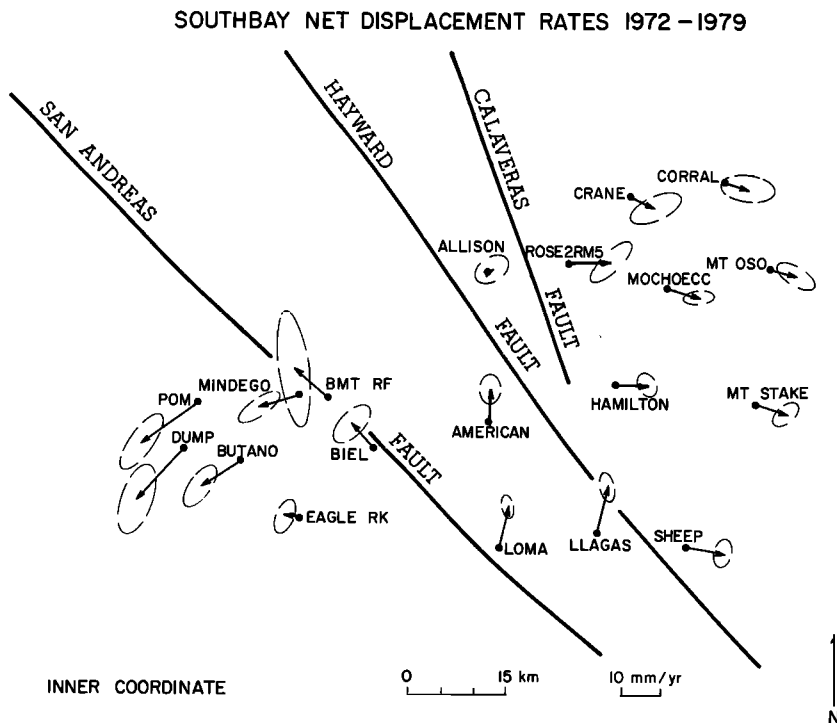 SOUTHBAY NET DISPLACEMENT RATES 1972-1979
SAN ANDREAS
HAYWARD
CALAVERAS
CORRAL
CRANE
ALLISON
ROSE2RM5
MT OSO
MOCHOECC
FAULT
FAULT
MINDEGO
BMT RF
POM
HAMILTON
MT STAKE
DUMP
BUTANO
BIEL
FAULT
AMERICAN
EAGLE RK
LOMA
LLAGAS
SHEEP
INNER COORDINATE
0 15 km
10 mm/yr
N